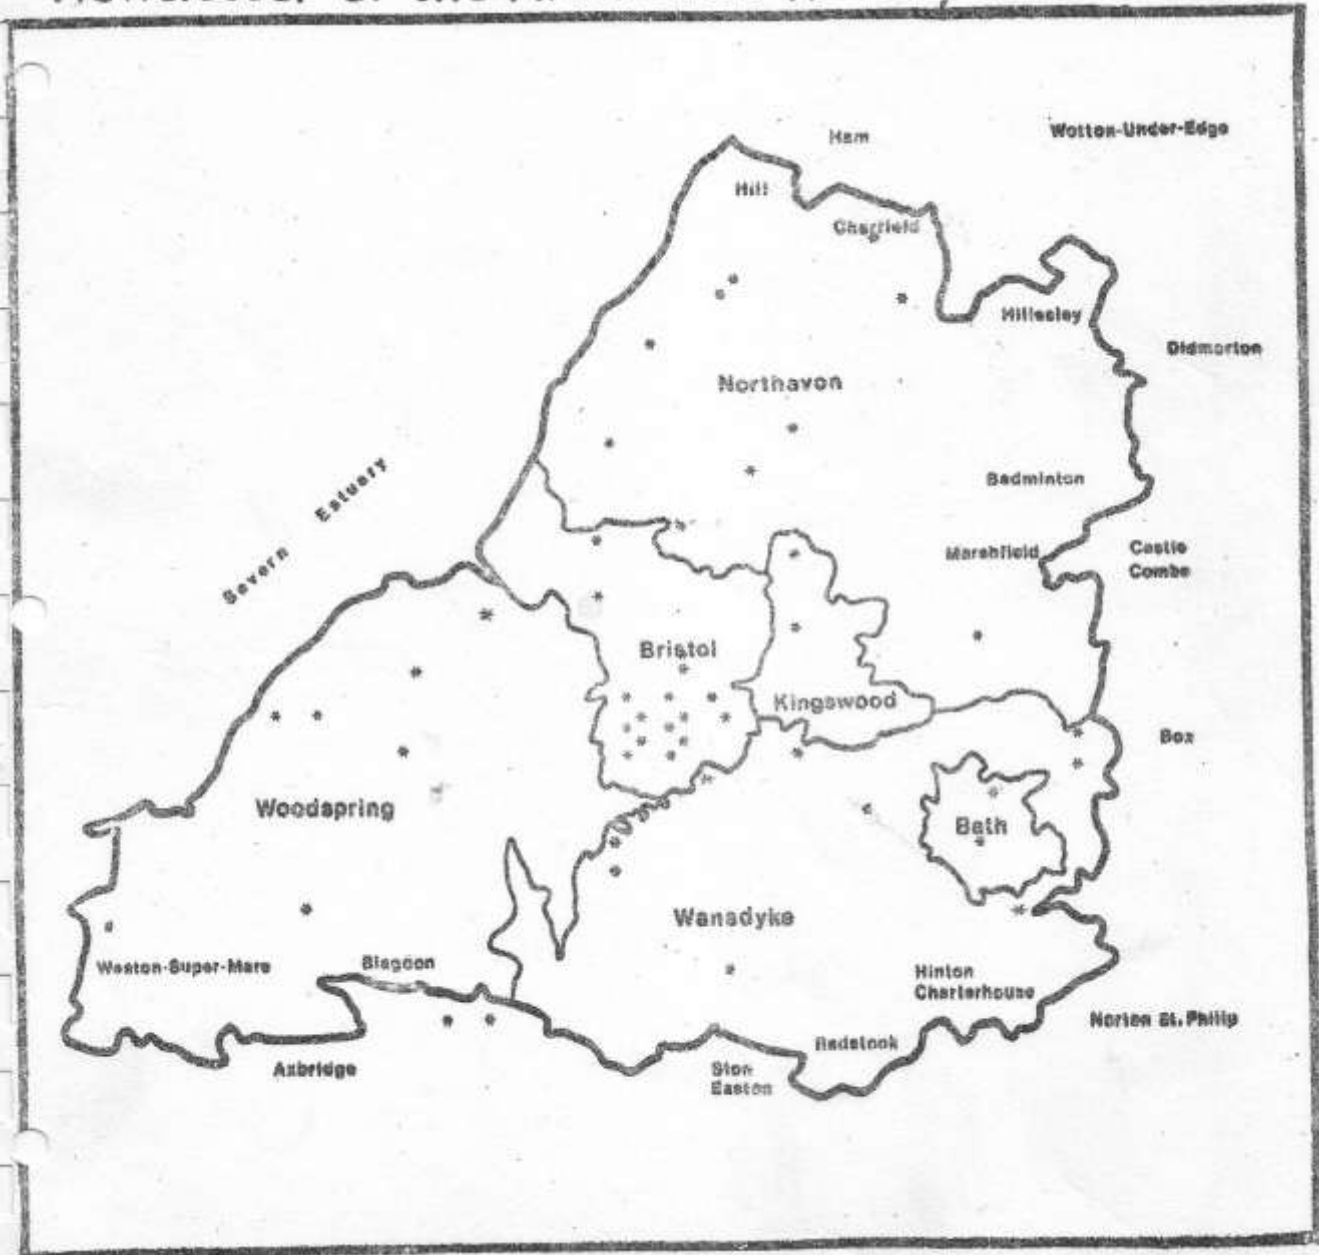 Ham
Wotton-Under-Edge
Hill
Charfield
Hillesley
Didmarton
Northavon
Badminton
Severn Estuary
Marshfield
Castle
Combe
Bristol
Kingswood
Box
Woodspring
Bath
Wansdyke
Weston-Super-Mare
Blagdon
Hinton
Charterhouse
Norton St. Philip
Radstock
Axbridge
Ston
Easton